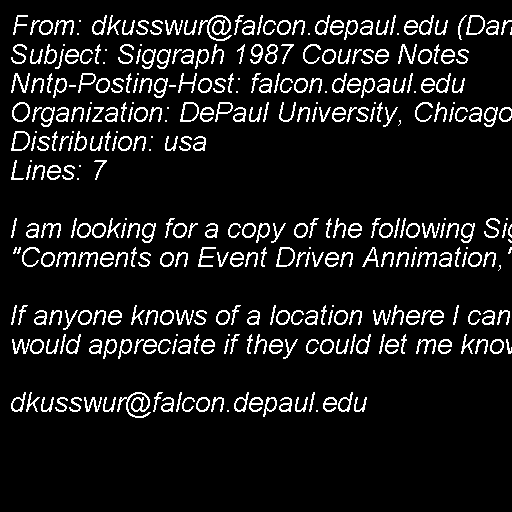 From: dkusswur@falcon.depaul.edu (Dan
Subject: Siggraph 1987 Course Notes
Nntp-Posting-Host: falcon.depaul.edu
Organization: DePaul University, Chicago
Distribution: usa
Lines: 7

I am looking for a copy of the following Sig
"Comments on Event Driven Annimation,"

If anyone knows of a location where I can
would appreciate if they could let me know

dkusswur@falcon.depaul.edu